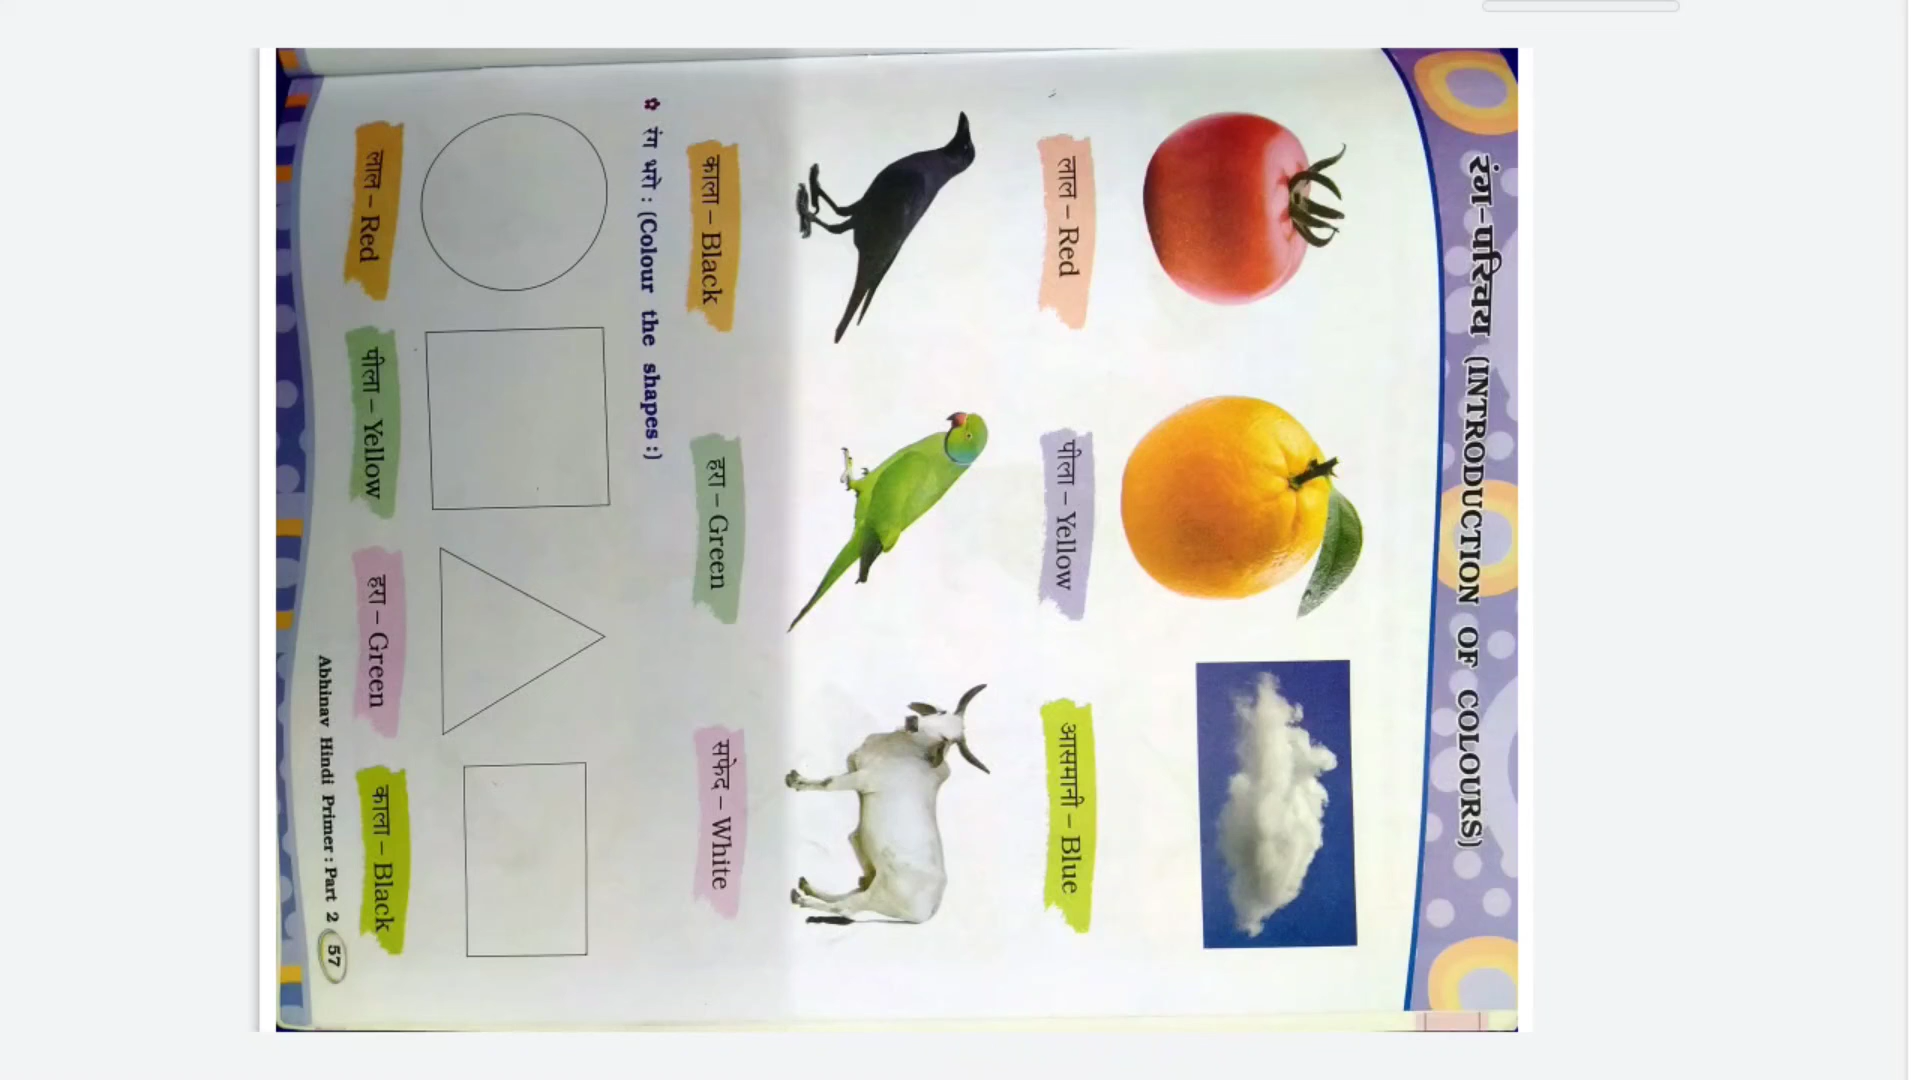 रंग-परिचय (INTRODUCTION OF COLOURS)
लाल – Red
पीला – Yellow
आसमानी – Blue
काला – Black
हरा – Green
सफेद – White
रंग भरो : (Colour the shapes :)
लाल – Red
पीला – Yellow
हरा – Green
काला – Black
Abhinav Hindi Primer : Part 2
57